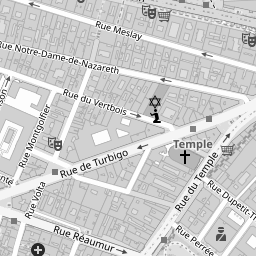 Rue Meslay
Rue Notre-Dame-de-Nazareth
Rue du Vertbois
Rue Montgolfier
Temple
Rue de Turbigo
Rue du Temple
Rue Volta
Rue Dupetit-Th
Rue Réaumur
Rue Perrée